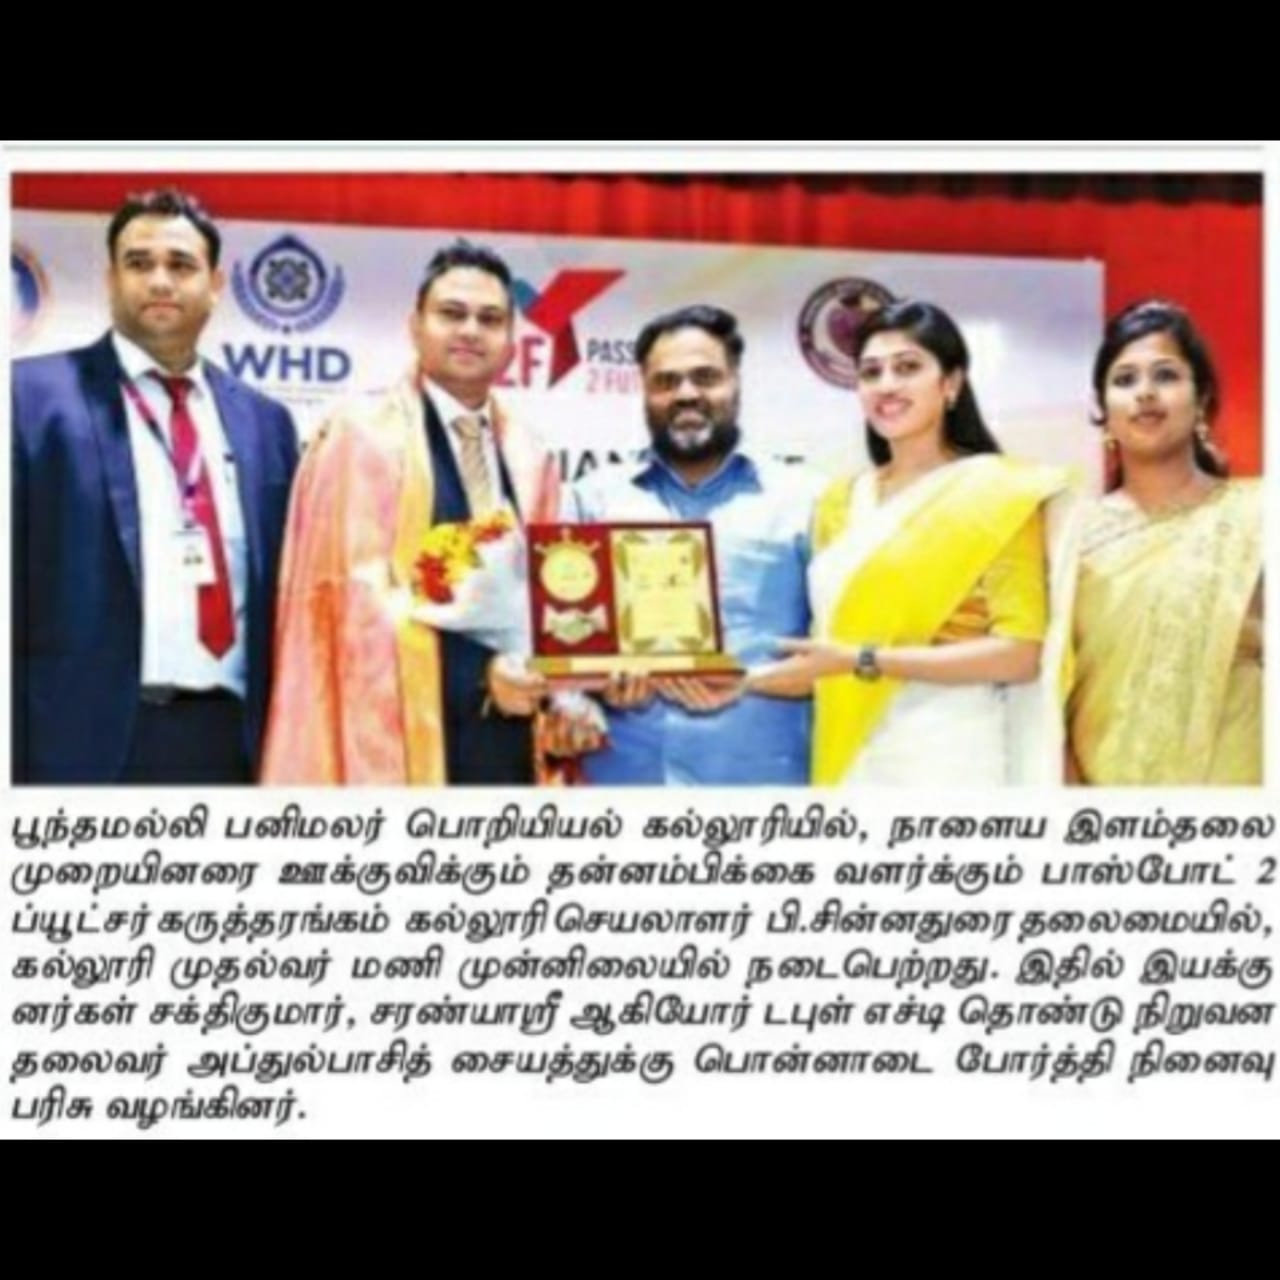 WHD
2F
PASS
2 FUT
பூந்தமல்லி பனிமலர் பொறியியல் கல்லூரியில், நாளைய இளம்தலை
முறையினரை ஊக்குவிக்கும் தன்னம்பிக்கை வளர்க்கும் பாஸ்போட் 2
ப்யூட்சர் கருத்தரங்கம் கல்லூரி செயலாளர் பி.சின்னதுரை தலைமையில்,
கல்லூரி முதல்வர் மணி முன்னிலையில் நடைபெற்றது. இதில் இயக்கு
னர்கள் சக்திகுமார், சரண்யாஸ்ரீ ஆகியோர் டபுள் எச்டி தொண்டு நிறுவன
தலைவர் அப்துல்பாசித் சையத்துக்கு பொன்னாடை போர்த்தி நினைவு
பரிசு வழங்கினர்.